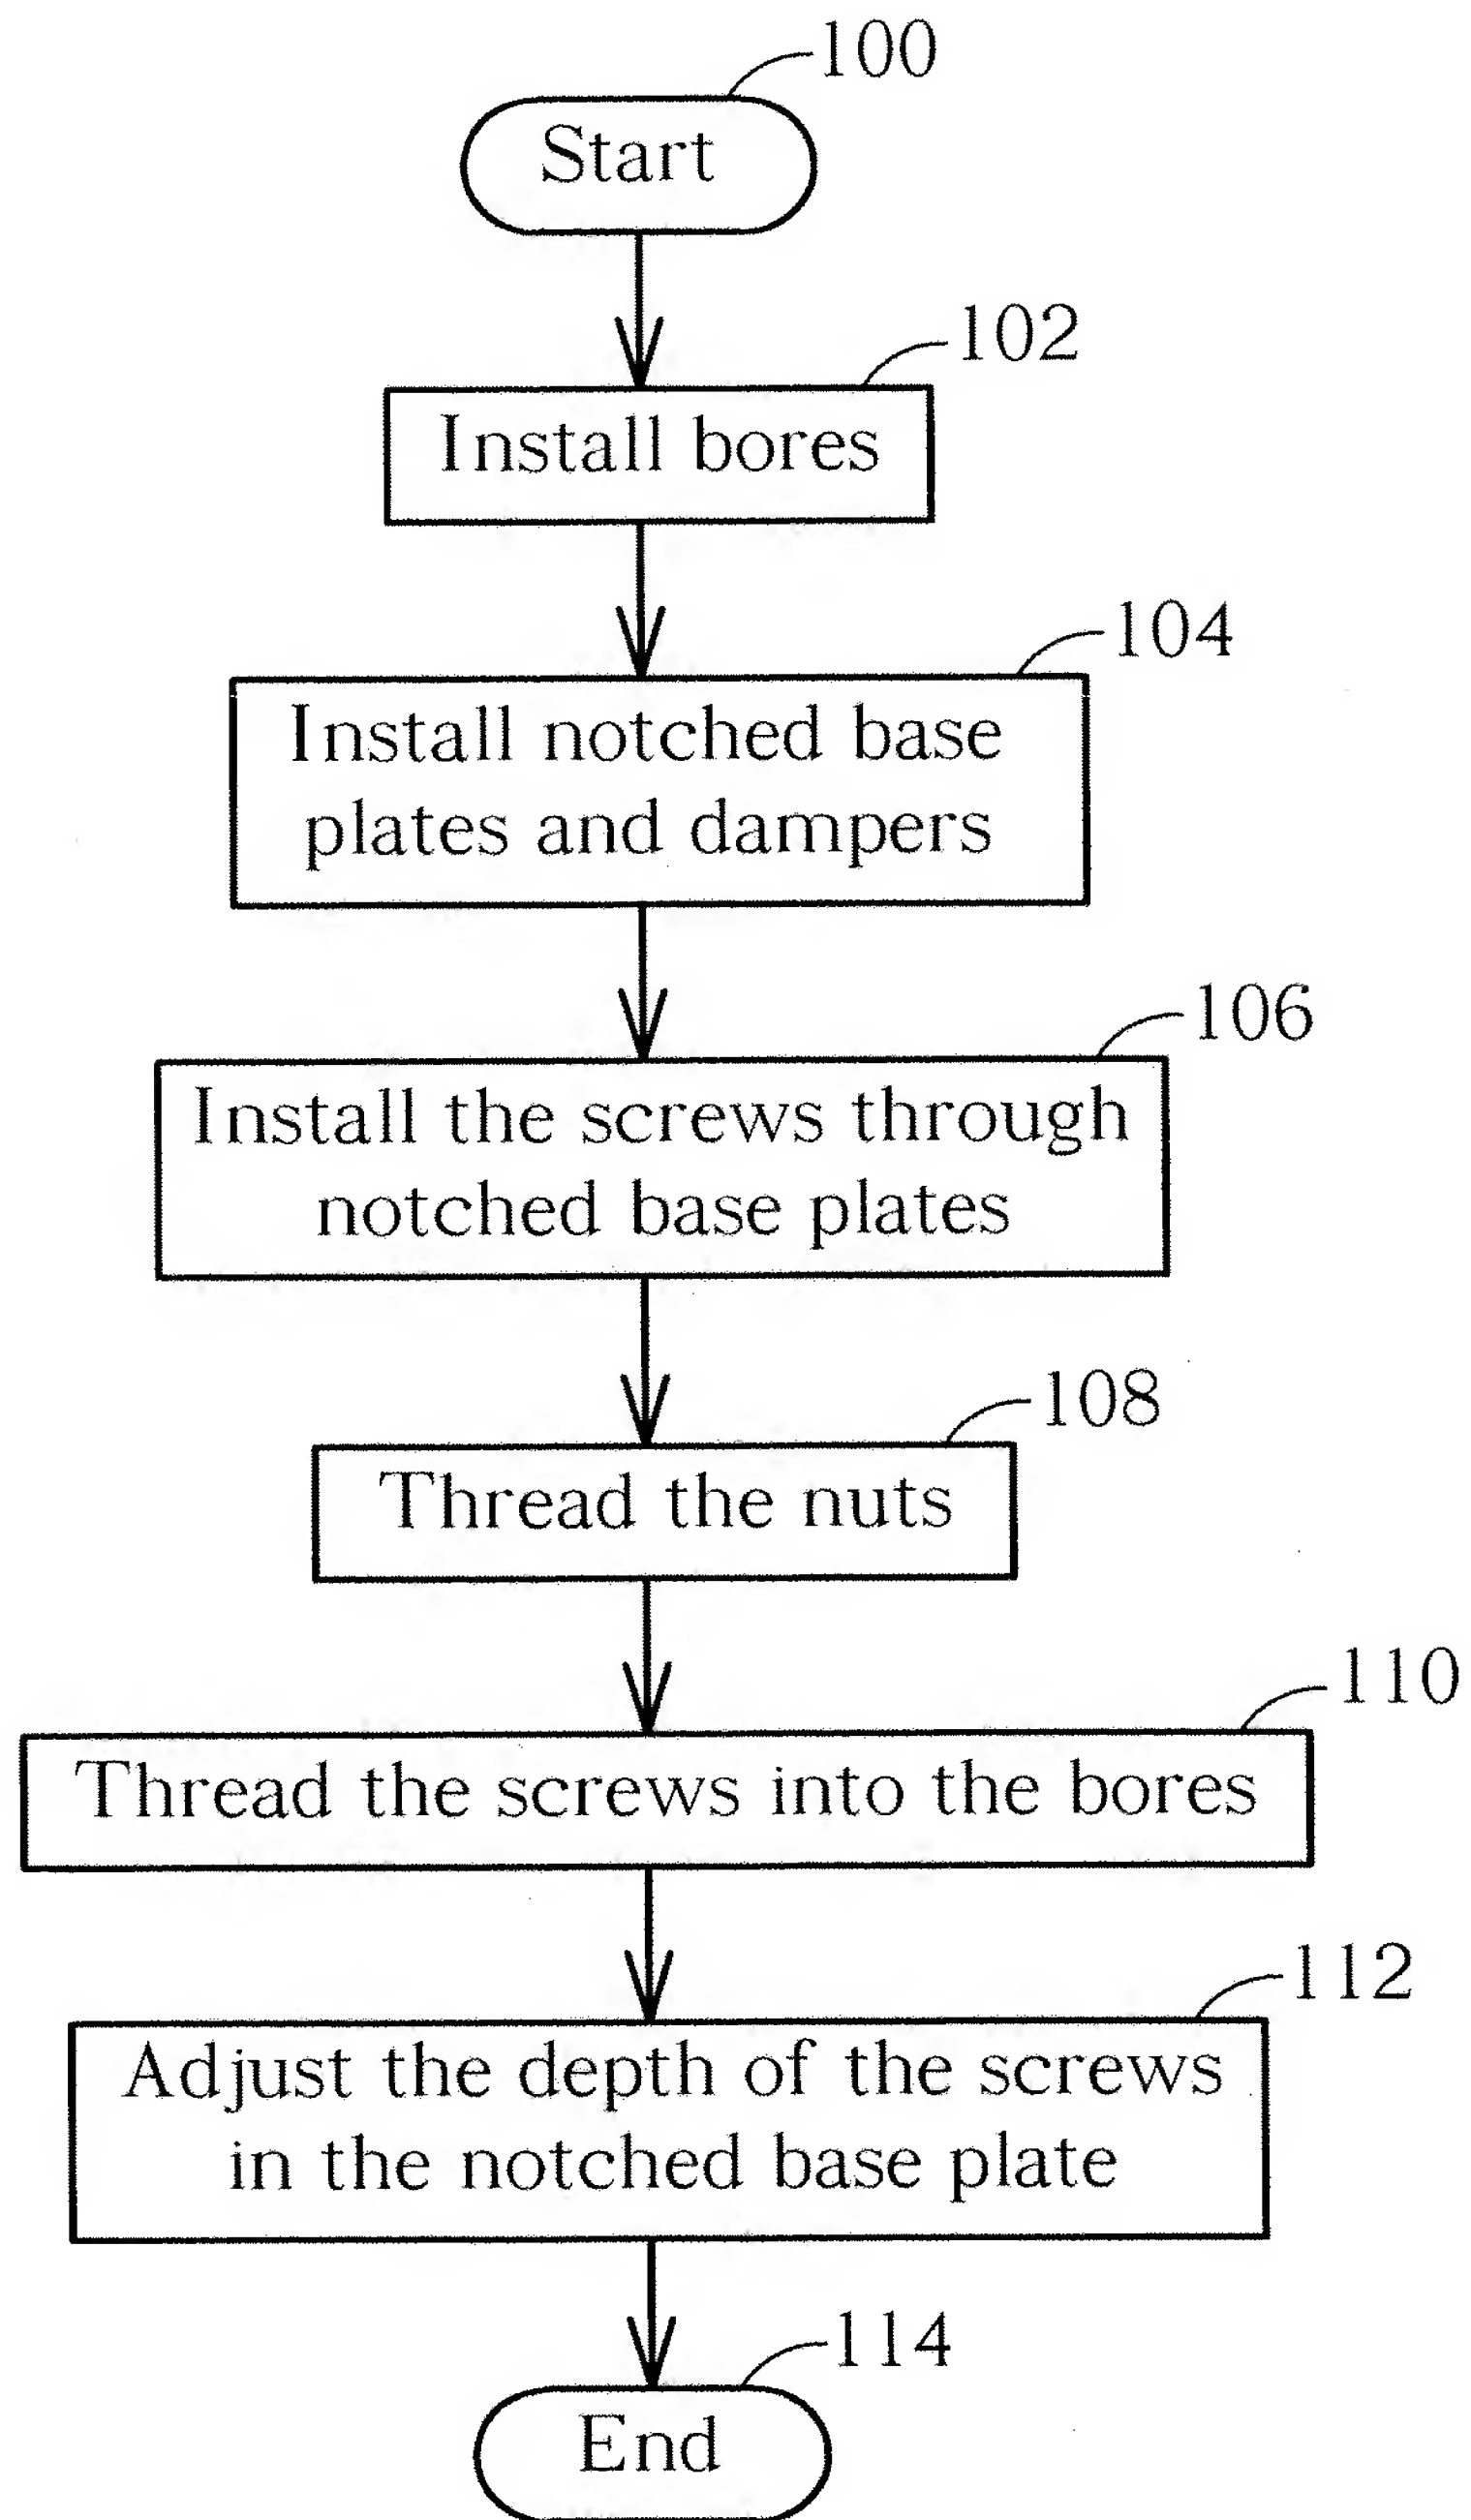 100
Start
102
Install bores
104
Install notched base
plates and dampers
106
Install the screws through
notched base plates
108
Thread the nuts
110
Thread the screws into the bores
112
Adjust the depth of the screws
in the notched base plate
114
End